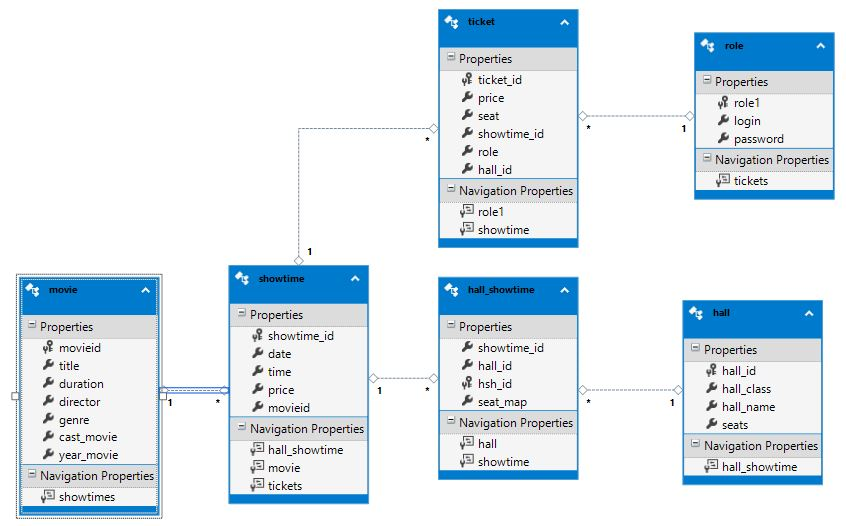 ticket
Properties
ticket_id
price
seat
showtime_id
role
hall_id
Navigation Properties
role1
showtime
role
Properties
role1
login
password
Navigation Properties
tickets
*
1
*
1
movie
Properties
movieid
title
duration
director
genre
cast_movie
year_movie
Navigation Properties
showtimes
1
*
showtime
Properties
showtime_id
date
time
price
movieid
Navigation Properties
hall_showtime
movie
tickets
1
*
hall_showtime
Properties
showtime_id
hall_id
hsh_id
seat_map
Navigation Properties
hall
showtime
*
1
hall
Properties
hall_id
hall_class
hall_name
seats
Navigation Properties
hall_showtime